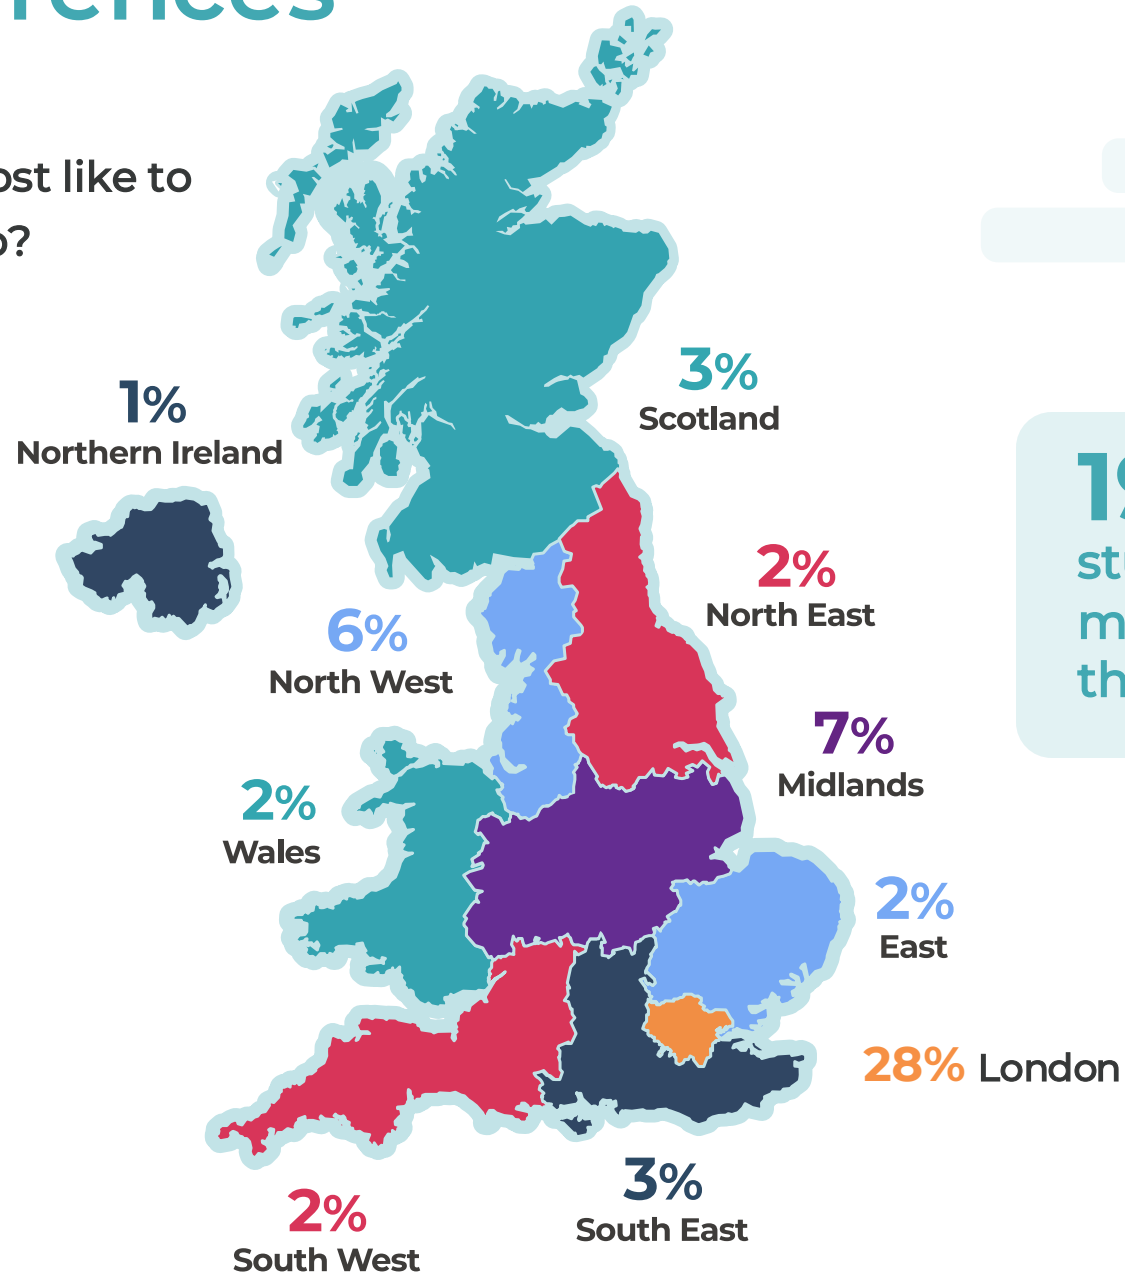 like to
3%
Scotland
1%
Northern Ireland
2%
North East
6%
North West
7%
Midlands
2%
Wales
2%
East
28% London
3%
South East
2%
South West